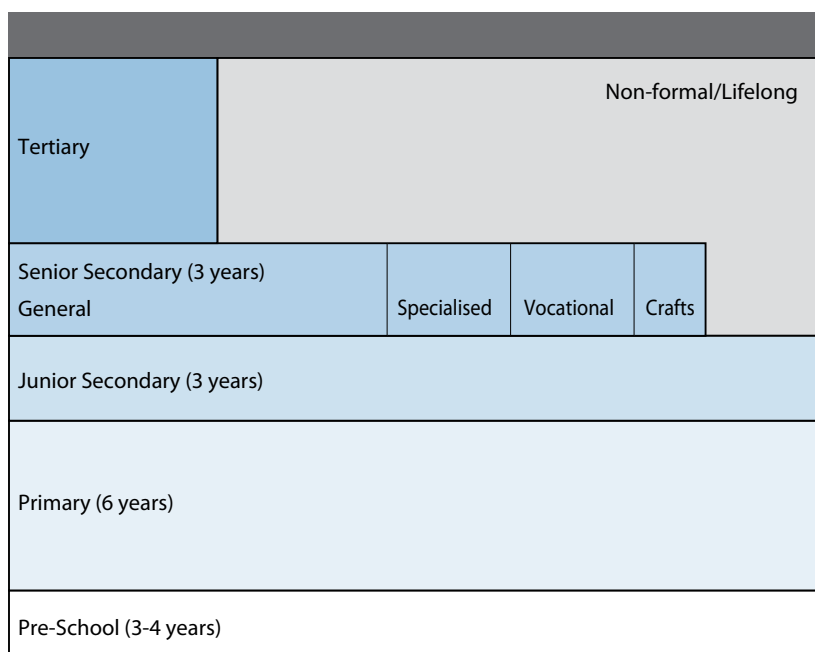 Non-formal/Lifelong
Tertiary
Senior Secondary (3 years)
General
Specialised
Vocational
Crafts
Junior Secondary (3 years)
Primary (6 years)
Pre-School (3-4 years)